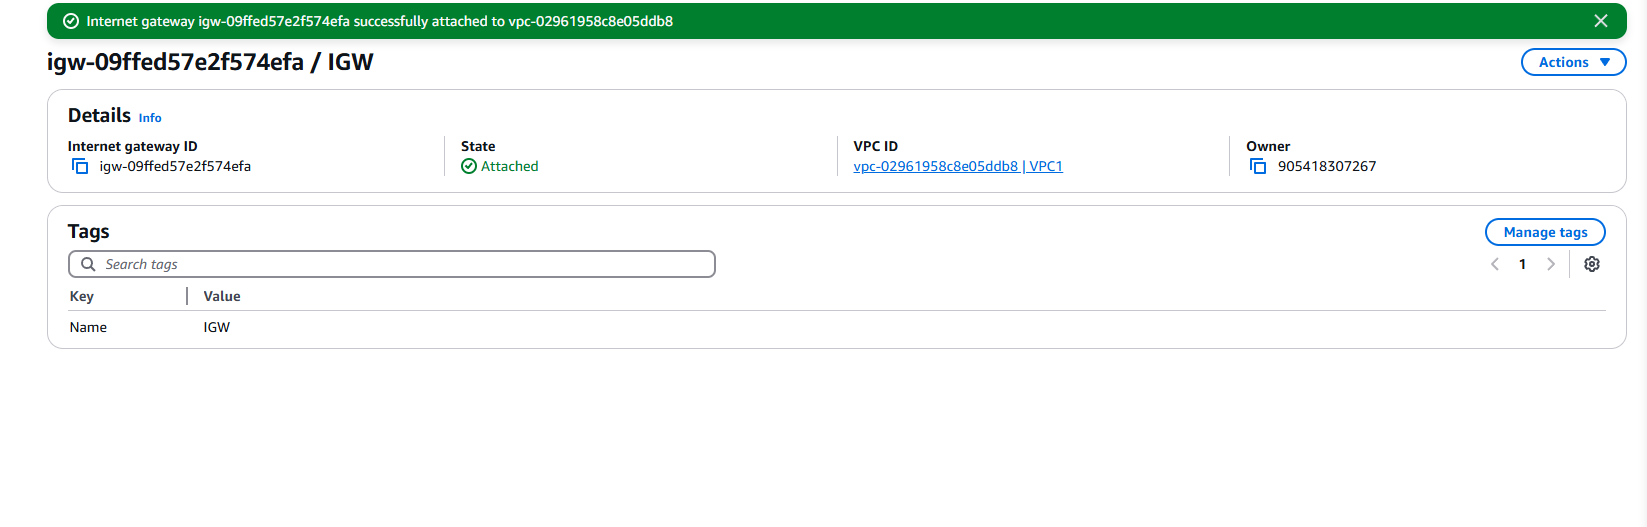 Internet gateway igw-09ffed57e2f574efa successfully attached to vpc-02961958c8e05ddb8
igw-09ffed57e2f574efa / IGW
Actions
Details Info
Internet gateway ID
igw-09ffed57e2f574efa
State
Attached
VPC ID
vpc-02961958c8e05ddb8 | VPC1
Owner
905418307267
Tags
Manage tags
Search tags
1
Key Value
Name IGW